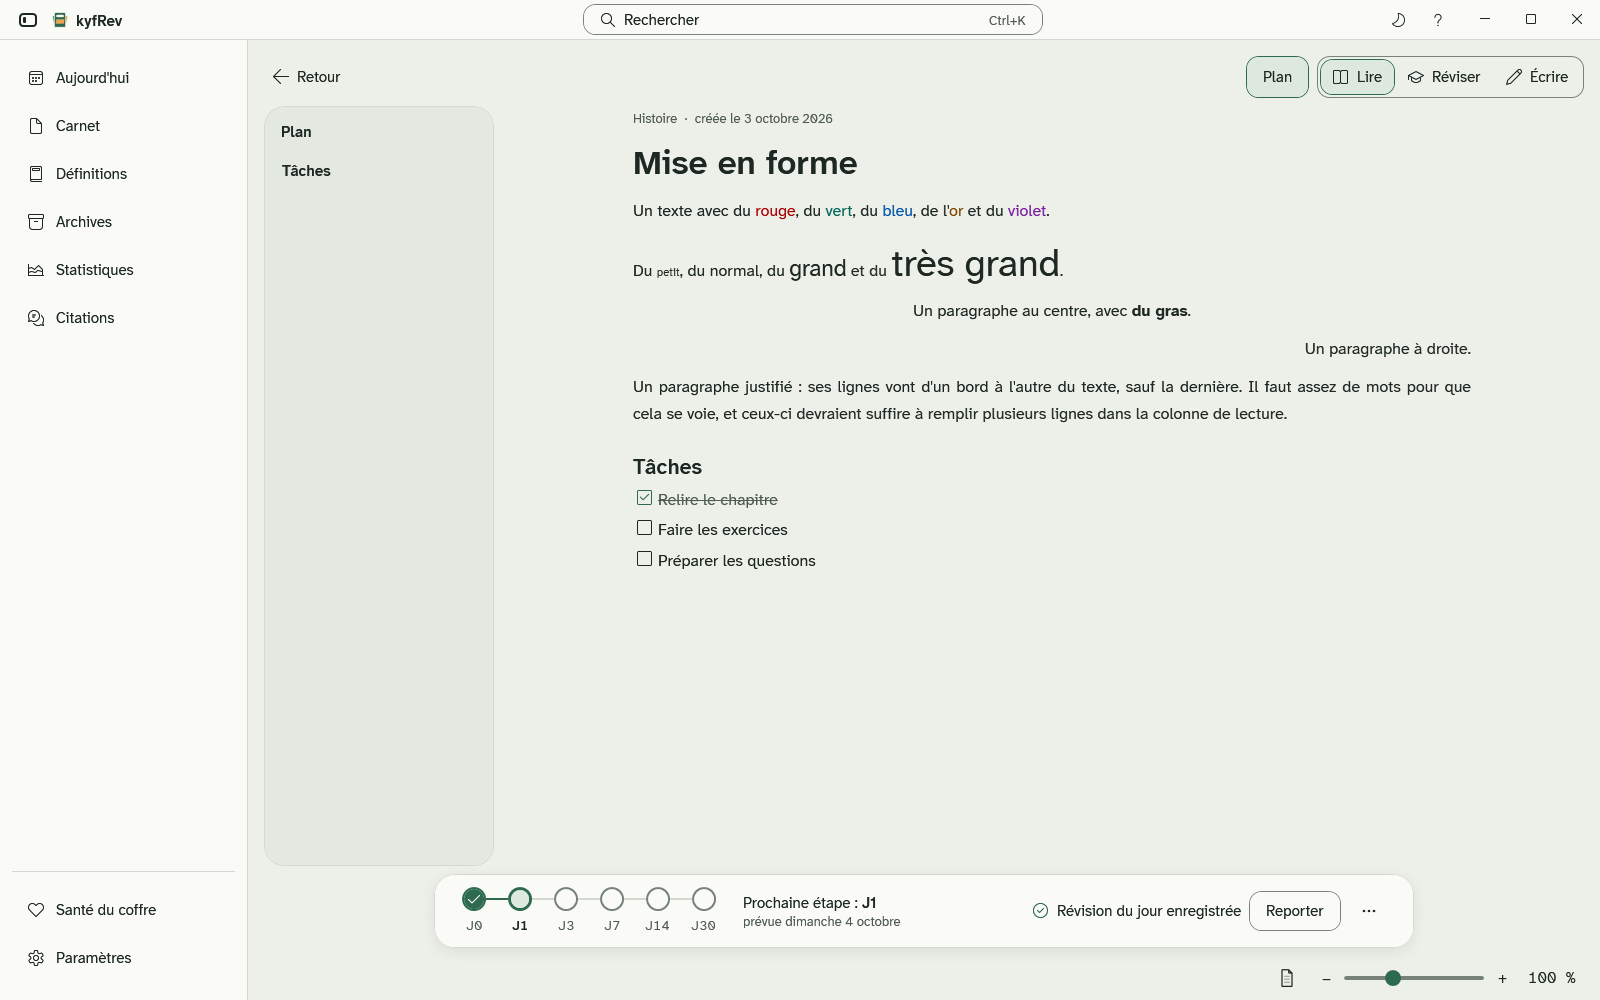 kyfRev
Rechercher
Ctrl+K
?
Aujourd'hui
Carnet
Définitions
Archives
Statistiques
Citations
Santé du coffre
Paramètres
Retour
Plan
Lire
Réviser
Écrire
Plan
Tâches
Histoire · créée le 3 octobre 2026
Mise en forme
Un texte avec du rouge, du vert, du bleu, de l'or et du violet.
Du petit, du normal, du grand et du très grand.
Un paragraphe au centre, avec du gras.
Un paragraphe à droite.
Un paragraphe justifié : ses lignes vont d'un bord à l'autre du texte, sauf la dernière. Il faut assez de mots pour que
cela se voie, et ceux-ci devraient suffire à remplir plusieurs lignes dans la colonne de lecture.
Tâches
Relire le chapitre
Faire les exercices
Préparer les questions
J0 J1 J3 J7 J14 J30
Prochaine étape : J1
prévue dimanche 4 octobre
Révision du jour enregistrée
Reporter
− + 100 %